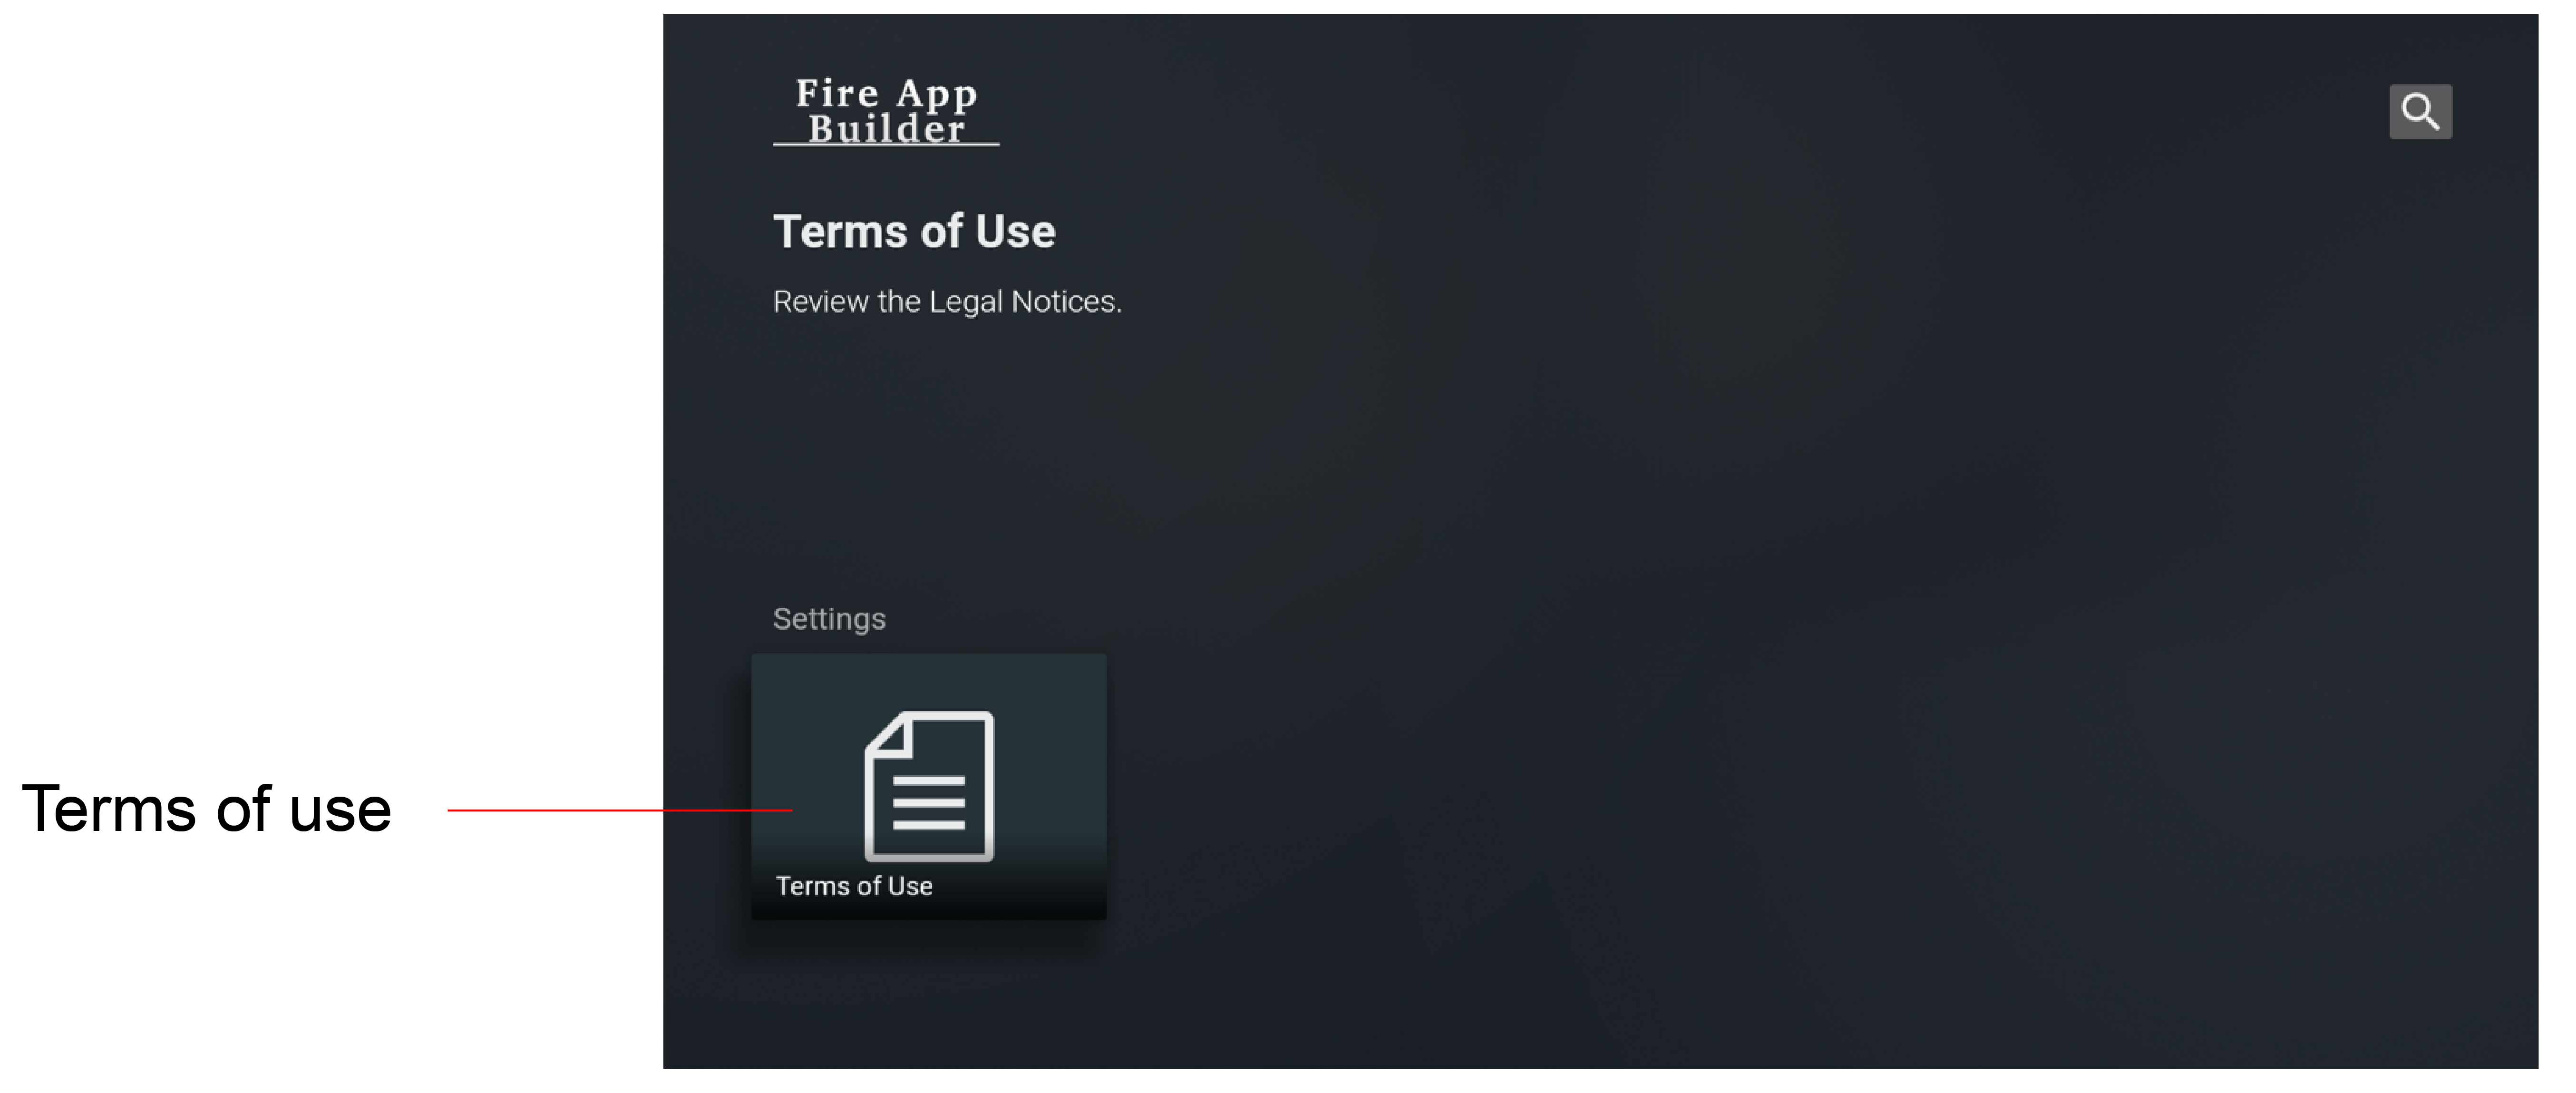 Fire App
Builder
Terms of Use
Review the Legal Notices.
Settings
Terms of use
Terms of Use